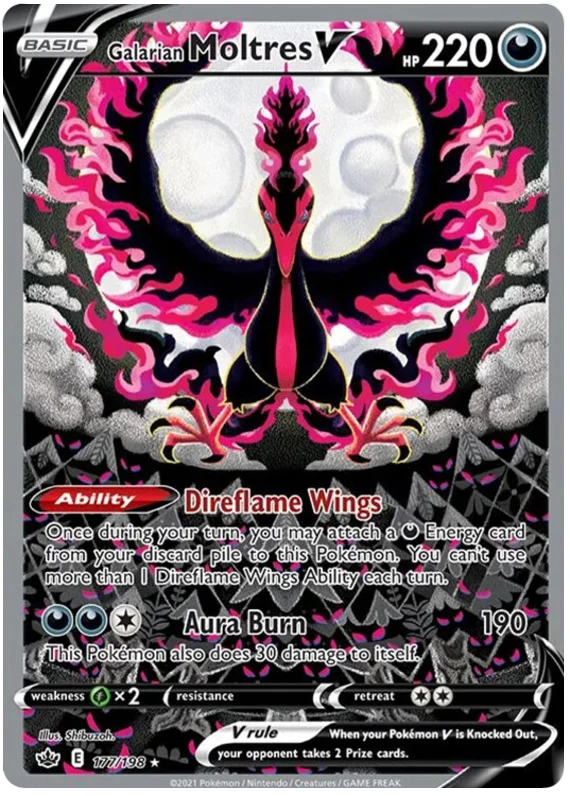 BASIC
Galarian Moltres V HP 220
Ability Direflame Wings
Once during your turn, you may attach a Energy card
from your discard pile to this Pokémon. You can't use
more than 1 Direflame Wings Ability each turn.
Aura Burn 190
This Pokémon also does 30 damage to itself.
weakness ×2 resistance retreat
Illus. Shibuzoh.
V rule When your Pokémon V is Knocked Out,
your opponent takes 2 Prize cards.
E 177/198 ★
©2021 Pokémon / Nintendo / Creatures / GAME FREAK